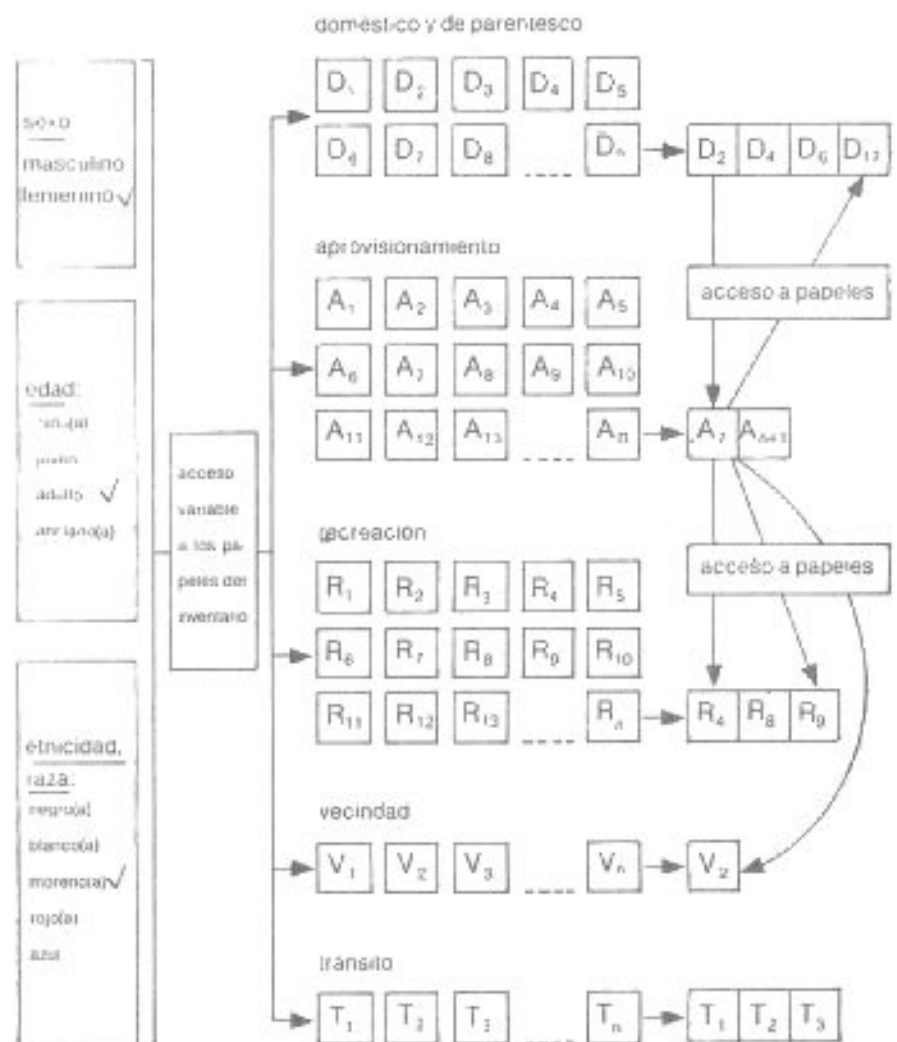 doméstico y de parentesco
D₁ D₂ D₃ D₄ D₅
D₆ D₇ D₈ ---- Dₙ D₂ D₄ D₆
sexo
masculino
femenino ✓
acceso a papeles
aprovisionamiento
A₁ A₂ A₃ A₄ A₅
A₆ A₇ A₈ A₉ A₁₀
A₁₁ A₁₂ A₁₃ ---- Aₙ A₇
edad:
adulto ✓
anciano(a)
acceso
variable
a los pa-
peles del
inventario
acceso a papeles
recreación
R₁ R₂ R₃ R₄ R₅
R₆ R₇ R₈ R₉ R₁₀
R₁₁ R₁₂ R₁₃ ---- Rₙ R₄ R₈ R₉
etnicidad,
raza:
negro(a)
blanco(a)
moreno(a) ✓
rojo(a)
azul
vecindad
V₁ V₂ V₃ ---- Vₙ V₂
tránsito
T₁ T₂ T₃ ---- Tₙ T₁ T₂ T₃